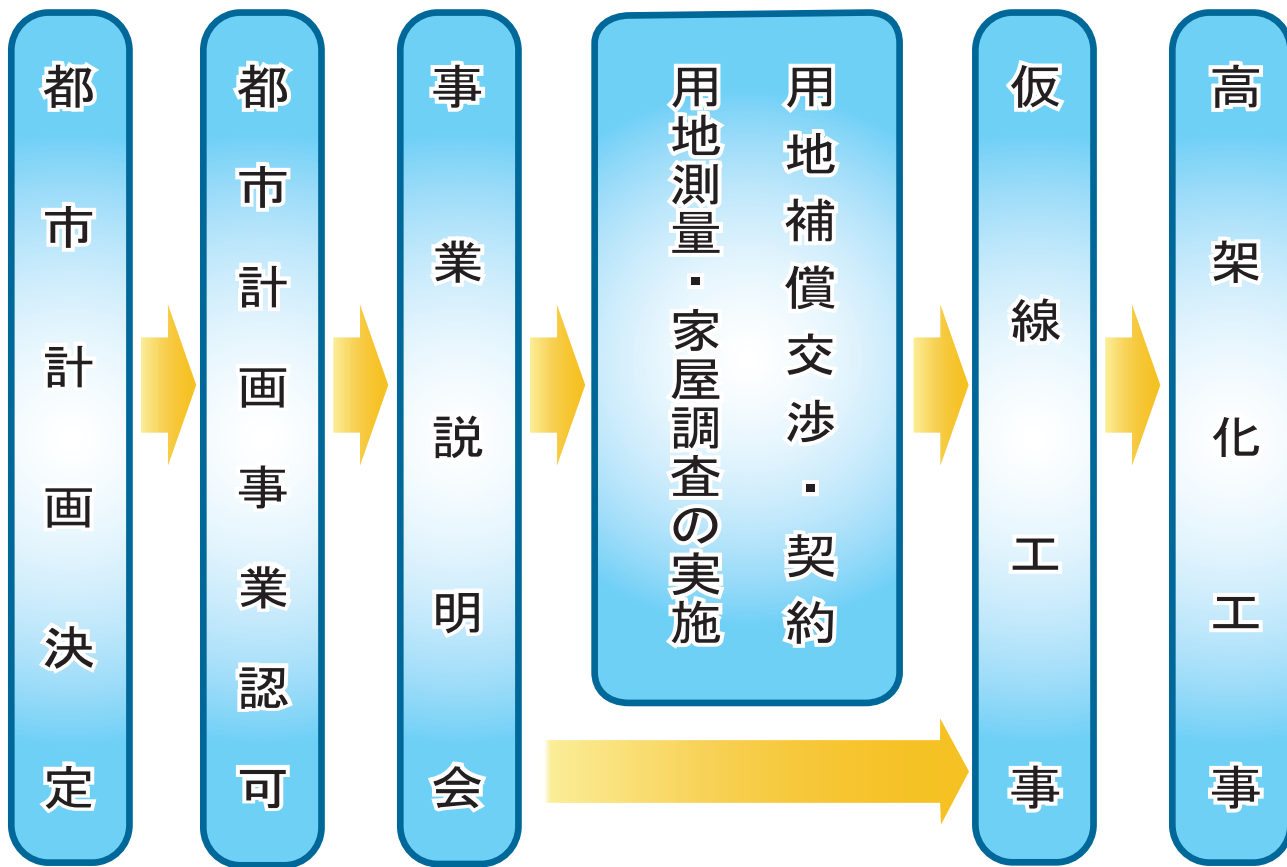 都市計画決定
都市計画事業認可
事業説明会
用地補償交渉・契約
用地測量・家屋調査の実施
仮線工事
高架化工事